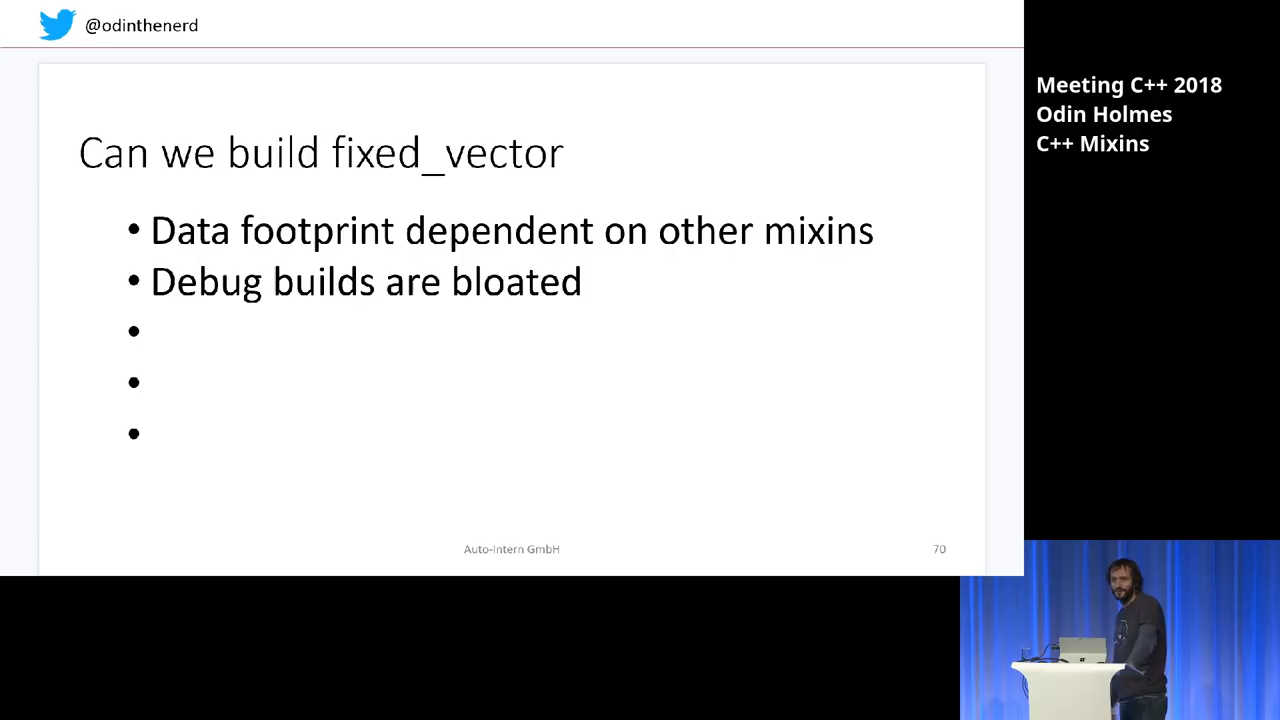 @odinthenerd
Can we build fixed_vector
• Data footprint dependent on other mixins
• Debug builds are bloated
•
•
•
Auto-Intern GmbH
70
Meeting C++ 2018
Odin Holmes
C++ Mixins